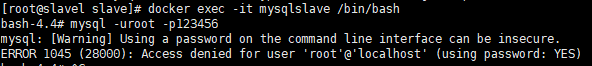 [root@slavel slave]# docker exec -it mysqlslave /bin/bash
bash-4.4# mysql -uroot -p123456
mysql: [Warning] Using a password on the command line interface can be insecure.
ERROR 1045 (28000): Access denied for user 'root'@'localhost' (using password: YES)